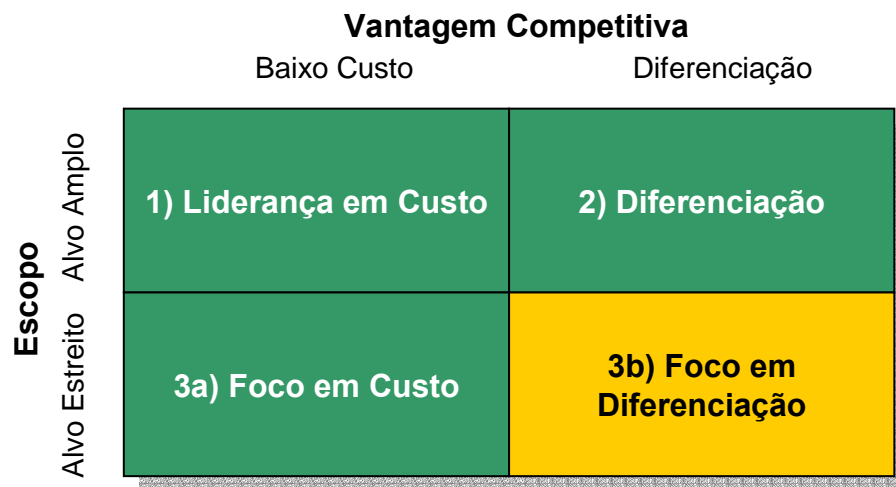 Vantagem Competitiva
Baixo Custo
Diferenciação
Escopo
Alvo Amplo
1) Liderança em Custo
2) Diferenciação
Alvo Estreito
3a) Foco em Custo
3b) Foco em
Diferenciação